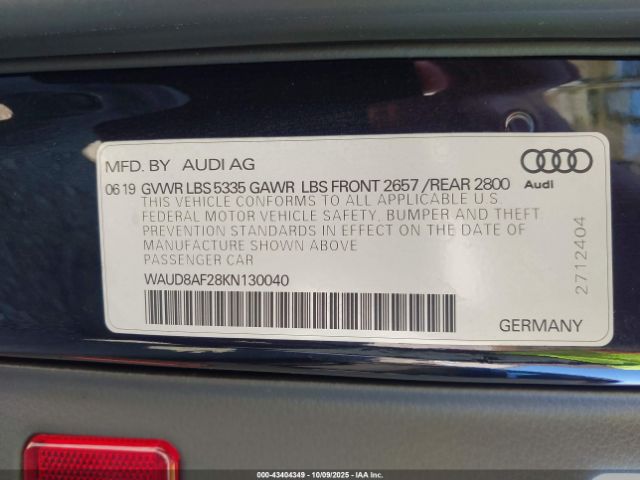 MFD. BY AUDI AG
06 19 GVWR LBS 5335 GAWR LBS FRONT 2657 / REAR 2800
THIS VEHICLE CONFORMS TO ALL APPLICABLE U.S.
FEDERAL MOTOR VEHICLE SAFETY, BUMPER AND THEFT
PREVENTION STANDARDS IN EFFECT ON THE DATE OF
MANUFACTURE SHOWN ABOVE
PASSENGER CAR
WAUD8AF28KN130040
GERMANY
Audi
2712404
000-43404349 | 10/09/2025 | IAA, Inc.